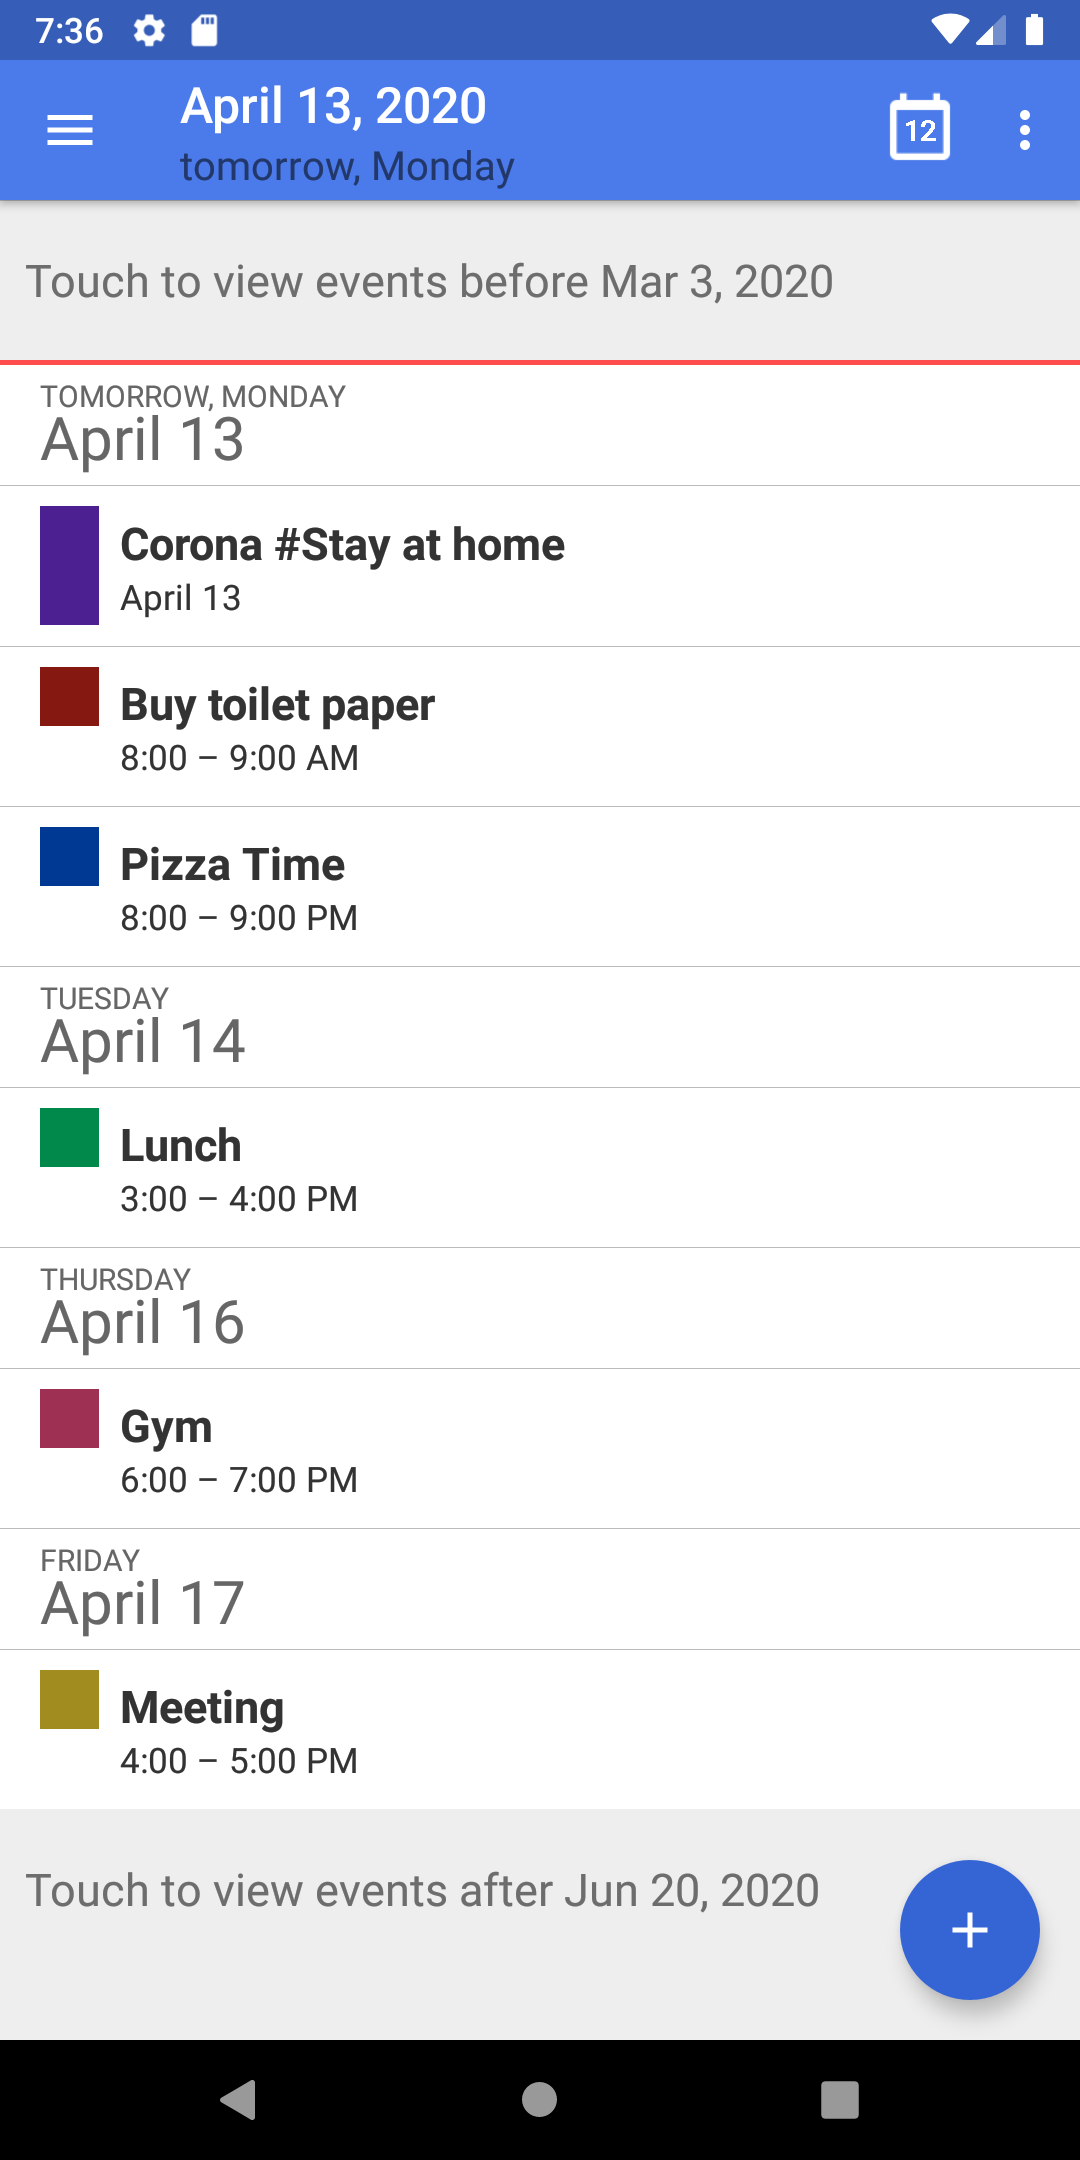 7:36
April 13, 2020
12
tomorrow, Monday
Touch to view events before Mar 3, 2020
TOMORROW, MONDAY
April 13
Corona #Stay at home
April 13
Buy toilet paper
8:00 – 9:00 AM
Pizza Time
8:00 – 9:00 PM
TUESDAY
April 14
Lunch
3:00 – 4:00 PM
THURSDAY
April 16
Gym
6:00 – 7:00 PM
FRIDAY
April 17
Meeting
4:00 – 5:00 PM
Touch to view events after Jun 20, 2020